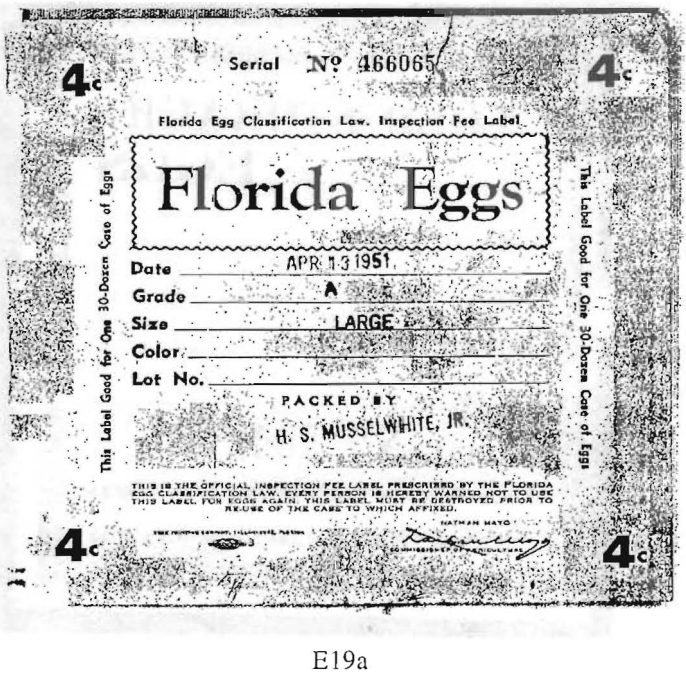 Serial Nº 466065
4c
4c
Florida Egg Classification Law. Inspection Fee Label
Florida Eggs
Date APR 13 1951
Grade A
Size LARGE
Color
Lot No.
PACKED BY
H. S. MUSSELWHITE, JR.
This Label Good for One 30-Dozen Case of Eggs
This Label Good for One 30-Dozen Case of Eggs
THIS IS THE OFFICIAL INSPECTION FEE LABEL PRESCRIBED BY THE FLORIDA
EGG CLASSIFICATION LAW. EVERY PERSON IS HEREBY WARNED NOT TO USE
THIS LABEL FOR EGGS AGAIN. THIS LABEL MUST BE DESTROYED PRIOR TO
RE-USE OF THE CASE TO WHICH AFFIXED.
NATHAN MAYO
COMMISSIONER OF AGRICULTURE
3
4c
4c
E19a